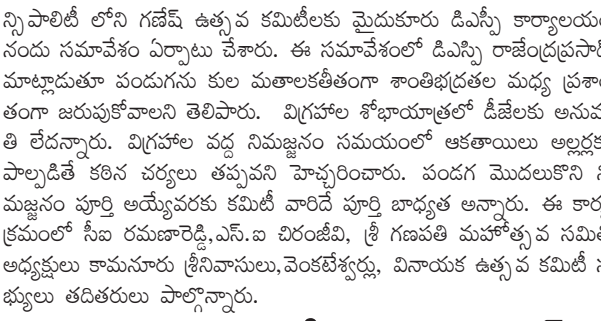 న్సిపాలిటీ లోని గణేష్ ఉత్సవ కమిటీలకు మైదుకూరు డిఎస్పీ కార్యాలయం
నందు సమావేశం ఏర్పాటు చేశారు. ఈ సమావేశంలో డిఎస్పి రాజేంద్రప్రసాద్
మాట్లాడుతూ పండుగను కుల మతాలకతీతంగా శాంతిభద్రతల మధ్య ప్రశాం
తంగా జరుపుకోవాలని తెలిపారు. విగ్రహాల శోభాయాత్రలో డీజేలకు అనుమ
తి లేదన్నారు. విగ్రహాల వద్ద నిమజ్జనం సమయంలో ఆకతాయిలు అల్లర్లకు
పాల్పడితే కఠిన చర్యలు తప్పవని హెచ్చరించారు. పండగ మొదలుకొని ని
మజ్జనం పూర్తి అయ్యేవరకు కమిటీ వారిదే పూర్తి బాధ్యత అన్నారు. ఈ కార్య
క్రమంలో సీఐ రమణారెడ్డి,ఎస్.ఐ చిరంజీవి, శ్రీ గణపతి మహోత్సవ సమితి
అధ్యక్షులు కామనూరు శ్రీనివాసులు,వెంకటేశ్వర్లు, వినాయక ఉత్సవ కమిటీ స
భ్యులు తదితరులు పాల్గొన్నారు.